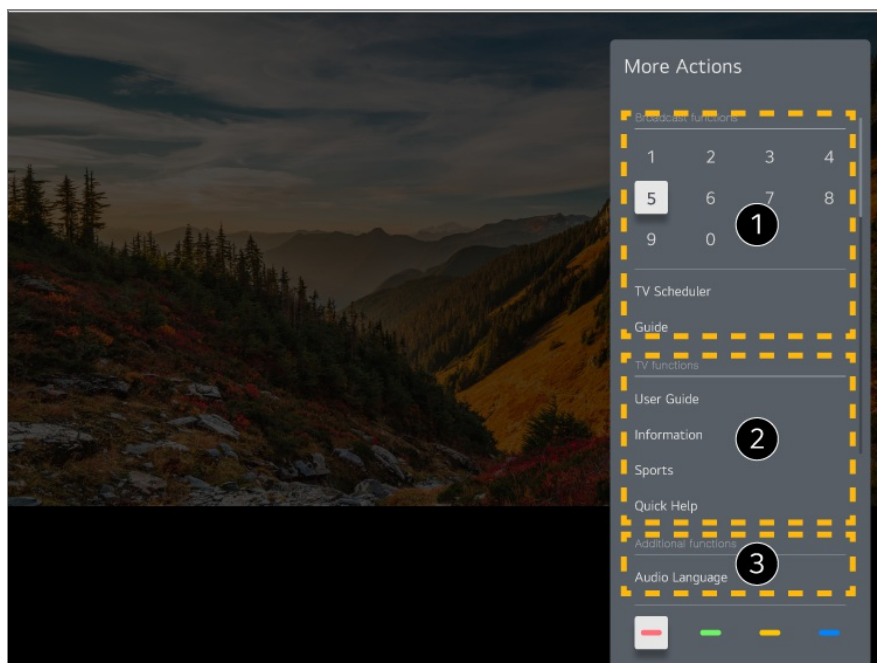 More Actions
Broadcast functions
1 2 3 4
5 6 7 8
9 0
1
TV Scheduler
Guide
TV functions
User Guide
Information
2
Sports
Quick Help
Additional functions
3
Audio Language